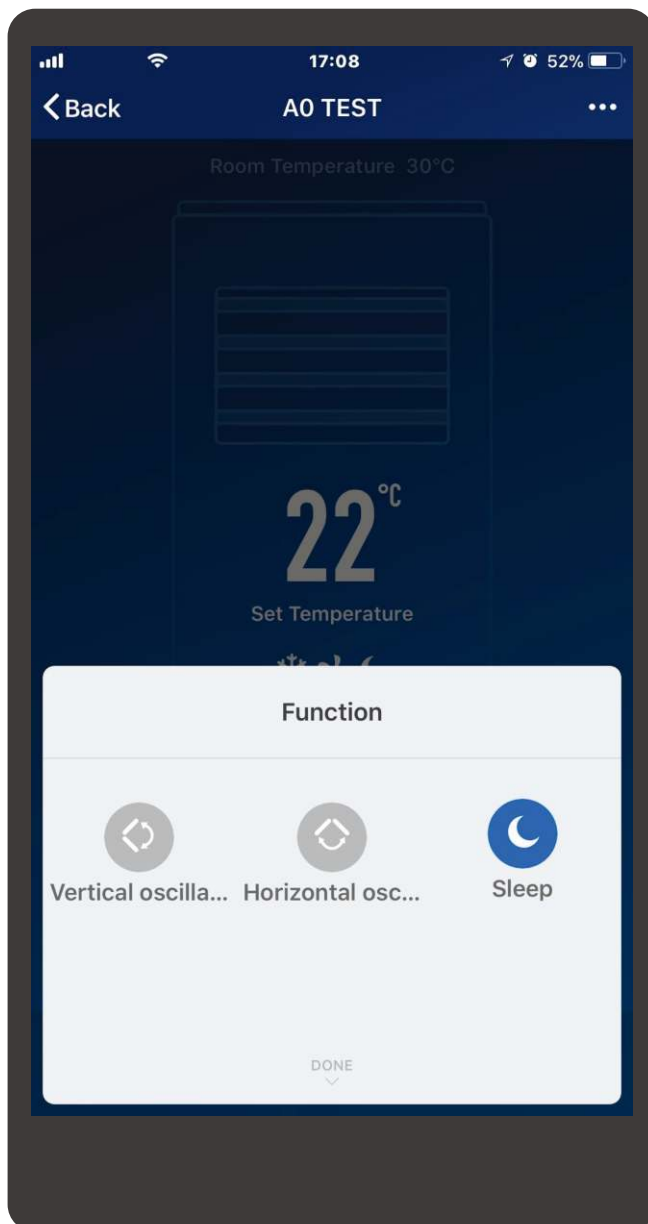 17:08
52%
Back
A0 TEST
Room Temperature 30°C
22°C
Set Temperature
Function
Vertical oscilla...
Horizontal osc...
Sleep
DONE